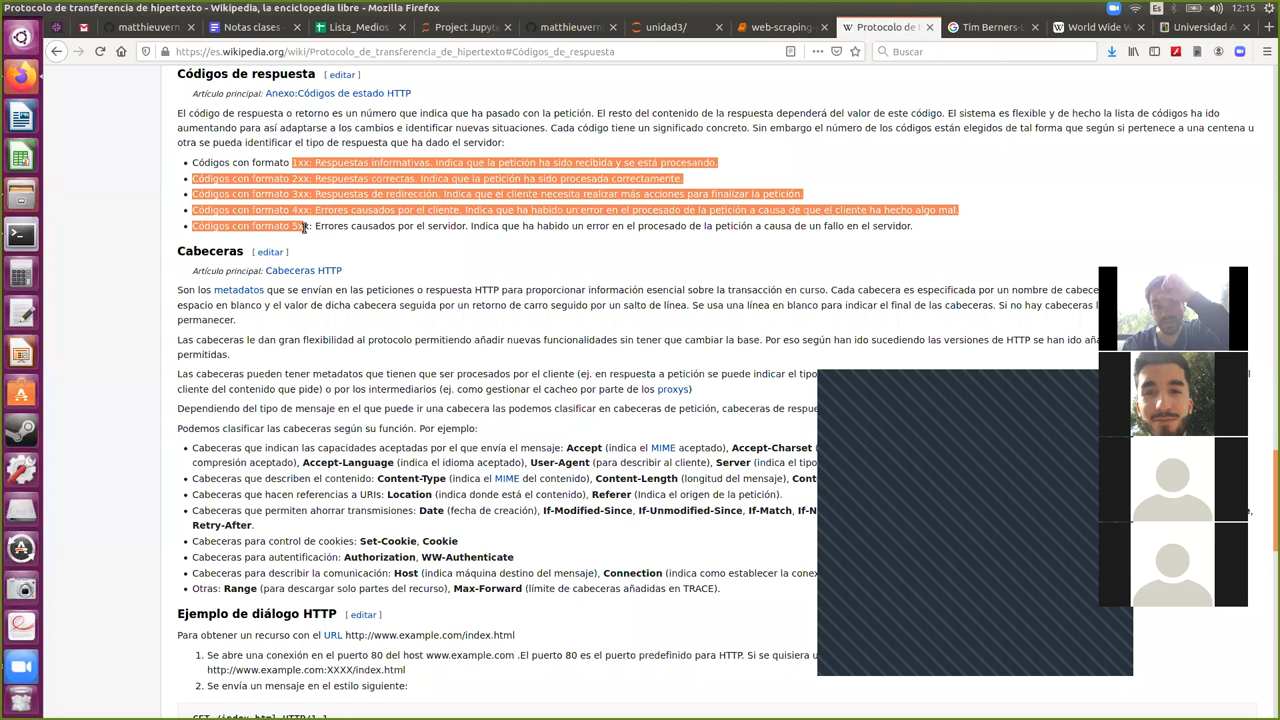 Protocolo de transferencia de hipertexto - Wikipedia, la enciclopedia libre - Mozilla Firefox
Es
12:15
matthieuverr
Notas clases -
Lista_Medios
Project Jupyte
matthieuverr
unidad3/
web-scraping-
Protocolo de
Tim Berners-L
World Wide W
Universidad A
https://es.wikipedia.org/wiki/Protocolo_de_transferencia_de_hipertexto#Códigos_de_respuesta
Buscar
Códigos de respuesta [ editar ]
Artículo principal: Anexo:Códigos de estado HTTP
El código de respuesta o retorno es un número que indica que ha pasado con la petición. El resto del contenido de la respuesta dependerá del valor de este código. El sistema es flexible y de hecho la lista de códigos ha ido
aumentando para así adaptarse a los cambios e identificar nuevas situaciones. Cada código tiene un significado concreto. Sin embargo el número de los códigos están elegidos de tal forma que según si pertenece a una centena u
otra se pueda identificar el tipo de respuesta que ha dado el servidor:
• Códigos con formato 1xx: Respuestas informativas. Indica que la petición ha sido recibida y se está procesando.
• Códigos con formato 2xx: Respuestas correctas. Indica que la petición ha sido procesada correctamente.
• Códigos con formato 3xx: Respuestas de redirección. Indica que el cliente necesita realizar más acciones para finalizar la petición.
• Códigos con formato 4xx: Errores causados por el cliente. Indica que ha habido un error en el procesado de la petición a causa de que el cliente ha hecho algo mal.
• Códigos con formato 5xx: Errores causados por el servidor. Indica que ha habido un error en el procesado de la petición a causa de un fallo en el servidor.
Cabeceras [ editar ]
Artículo principal: Cabeceras HTTP
Son los metadatos que se envían en las peticiones o respuesta HTTP para proporcionar información esencial sobre la transacción en curso. Cada cabecera es especificada por un nombre de cabece
espacio en blanco y el valor de dicha cabecera seguida por un retorno de carro seguido por un salto de línea. Se usa una línea en blanco para indicar el final de las cabeceras. Si no hay cabeceras l
permanecer.
Las cabeceras le dan gran flexibilidad al protocolo permitiendo añadir nuevas funcionalidades sin tener que cambiar la base. Por eso según han ido sucediendo las versiones de HTTP se han ido aña
permitidas.
Las cabeceras pueden tener metadatos que tienen que ser procesados por el cliente (ej. en respuesta a petición se puede indicar el tipo l
cliente del contenido que pide) o por los intermediarios (ej. como gestionar el cacheo por parte de los proxys)
Dependiendo del tipo de mensaje en el que puede ir una cabecera las podemos clasificar en cabeceras de petición, cabeceras de respue
Podemos clasificar las cabeceras según su función. Por ejemplo:
• Cabeceras que indican las capacidades aceptadas por el que envía el mensaje: Accept (indica el MIME aceptado), Accept-Charset (
compresión aceptado), Accept-Language (indica el idioma aceptado), User-Agent (para describir al cliente), Server (indica el tipo
• Cabeceras que describen el contenido: Content-Type (indica el MIME del contenido), Content-Length (longitud del mensaje), Cont
• Cabeceras que hacen referencias a URIs: Location (indica donde está el contenido), Referer (Indica el origen de la petición).
• Cabeceras que permiten ahorrar transmisiones: Date (fecha de creación), If-Modified-Since, If-Unmodified-Since, If-Match, If-N e,
Retry-After.
• Cabeceras para control de cookies: Set-Cookie, Cookie
• Cabeceras para autentificación: Authorization, WW-Authenticate
• Cabeceras para describir la comunicación: Host (indica máquina destino del mensaje), Connection (indica como establecer la conex
• Otras: Range (para descargar solo partes del recurso), Max-Forward (límite de cabeceras añadidas en TRACE).
Ejemplo de diálogo HTTP [ editar ]
Para obtener un recurso con el URL http://www.example.com/index.html
1. Se abre una conexión en el puerto 80 del host www.example.com .El puerto 80 es el puerto predefinido para HTTP. Si se quisiera u
http://www.example.com:XXXX/index.html
2. Se envía un mensaje en el estilo siguiente:
GET /index.html HTTP/1.1